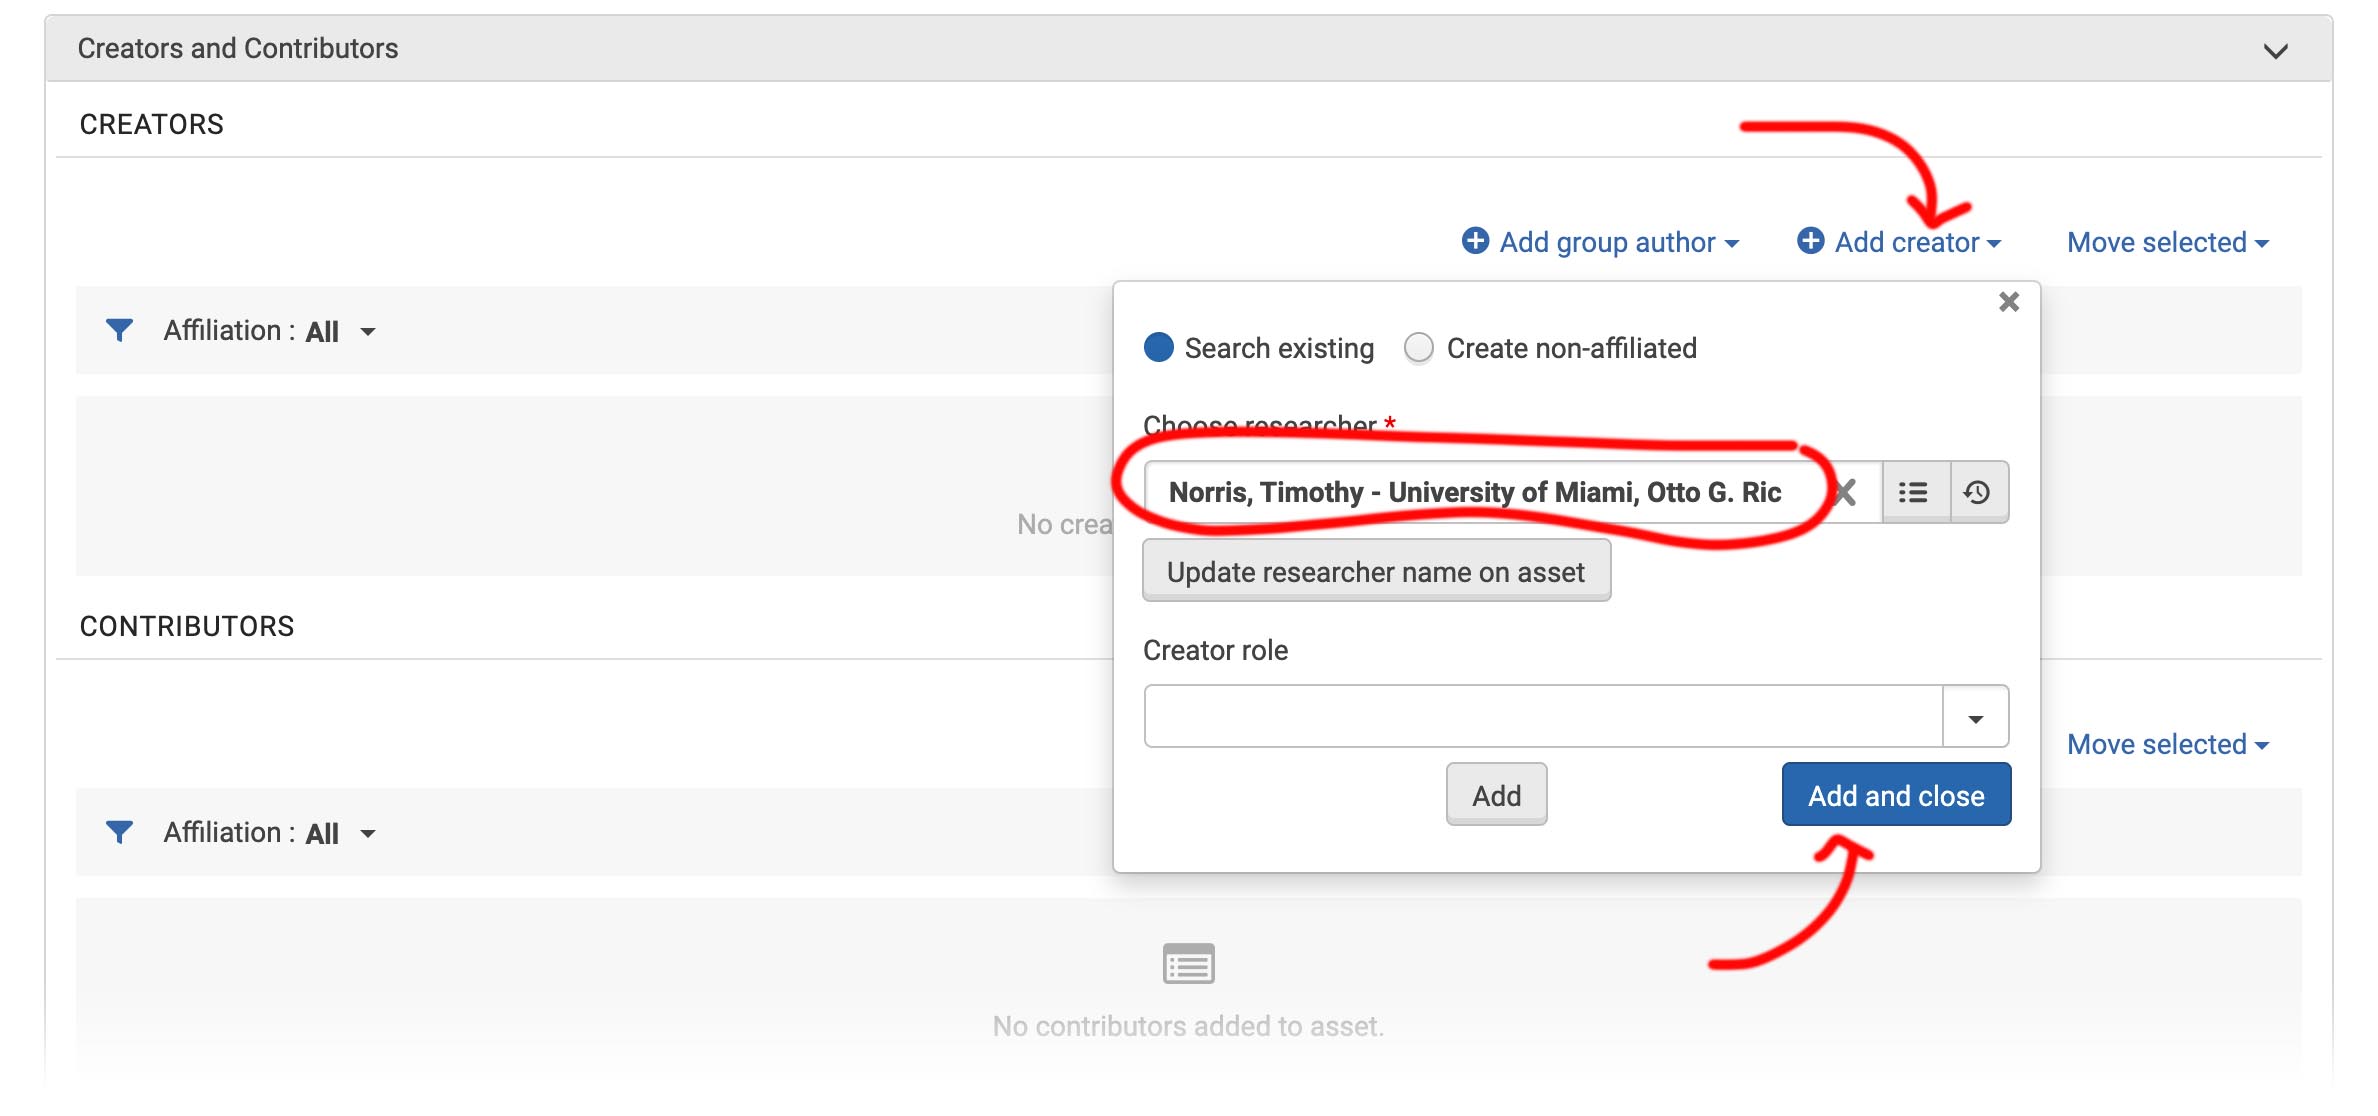 Creators and Contributors
CREATORS
Add group author
Add creator
Move selected
Affiliation : All
Search existing
Create non-affiliated
Choose researcher *
Norris, Timothy - University of Miami, Otto G. Ric
No crea
Update researcher name on asset
CONTRIBUTORS
Creator role
Move selected
Add
Add and close
Affiliation : All
No contributors added to asset.